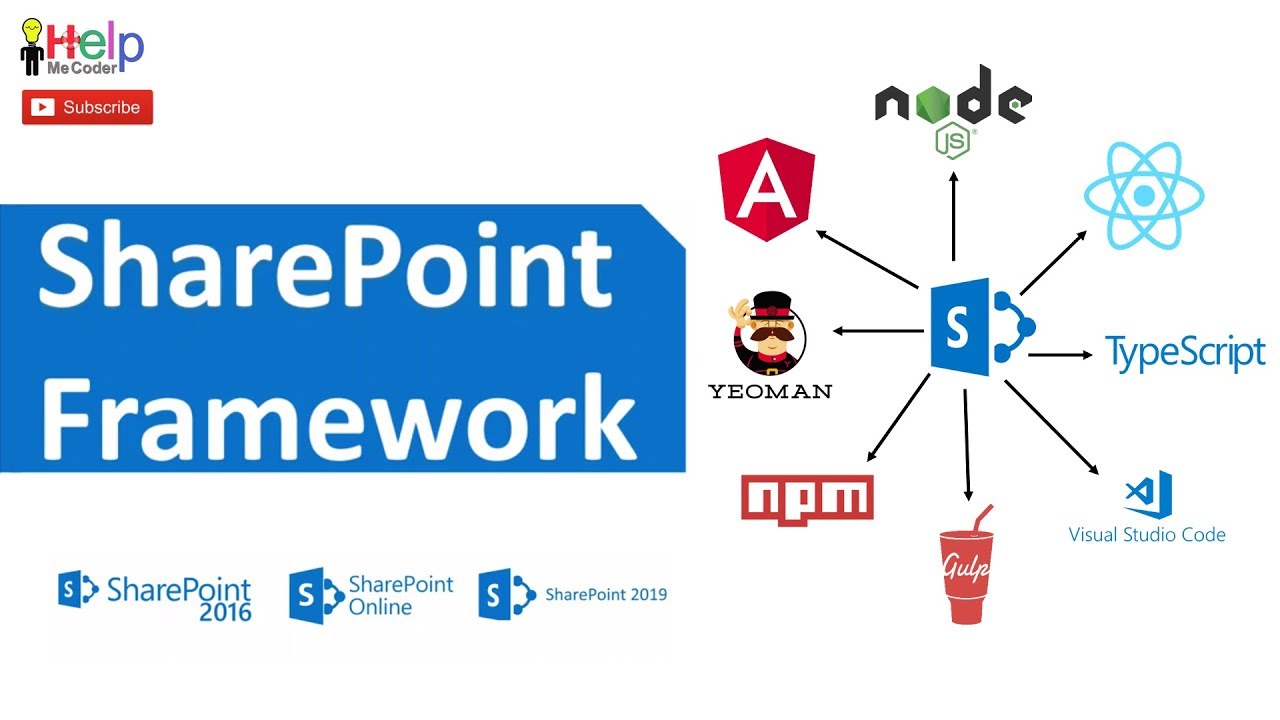 Help
Me Coder
Subscribe
SharePoint
Framework
SharePoint
2016
SharePoint
Online
SharePoint 2019
node
JS
A
YEOMAN
S
TypeScript
npm
Gulp
Visual Studio Code